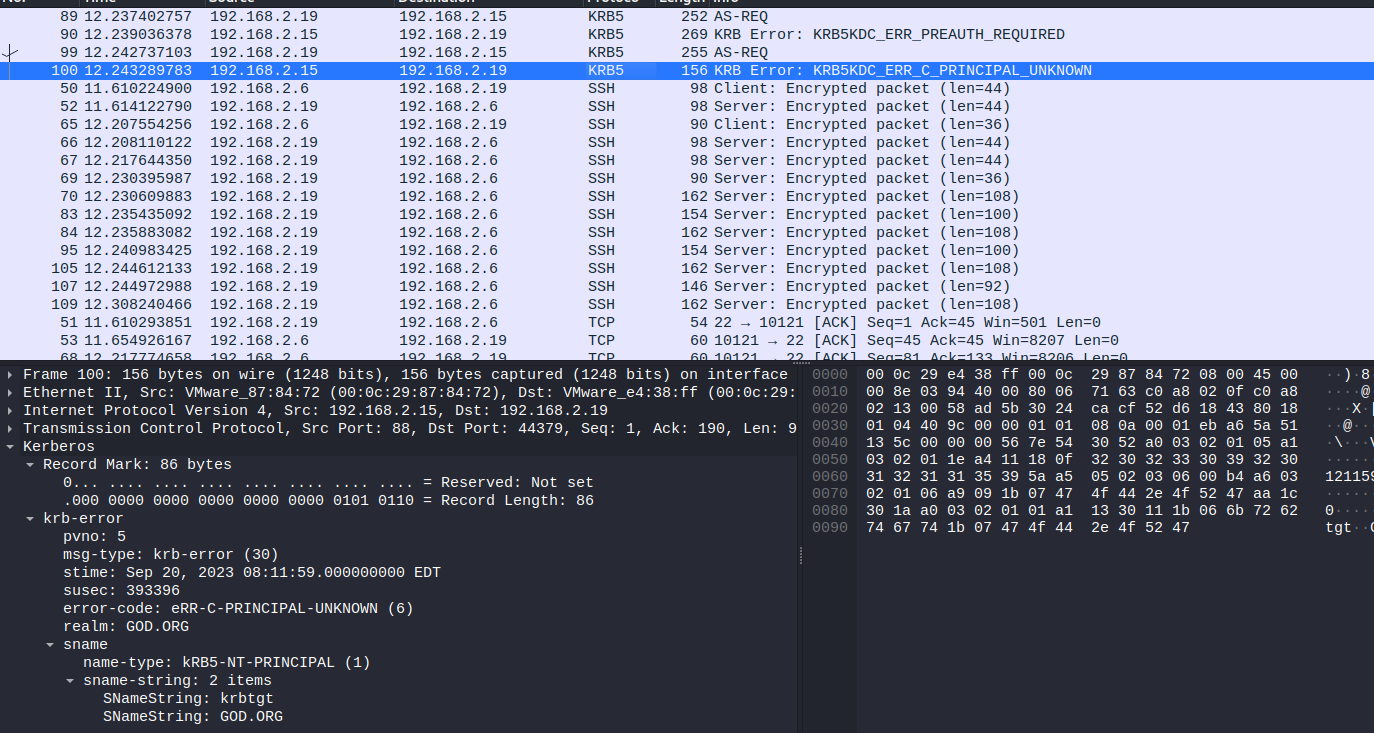 No. Time Source Destination Protoco Length Info
89 12.237402757 192.168.2.19 192.168.2.15 KRB5 252 AS-REQ
90 12.239036378 192.168.2.15 192.168.2.19 KRB5 269 KRB Error: KRB5KDC_ERR_PREAUTH_REQUIRED
99 12.242737103 192.168.2.19 192.168.2.15 KRB5 255 AS-REQ
100 12.243289783 192.168.2.15 192.168.2.19 KRB5 156 KRB Error: KRB5KDC_ERR_C_PRINCIPAL_UNKNOWN
50 11.610224900 192.168.2.6 192.168.2.19 SSH 98 Client: Encrypted packet (len=44)
52 11.614122790 192.168.2.19 192.168.2.6 SSH 98 Server: Encrypted packet (len=44)
65 12.207554256 192.168.2.6 192.168.2.19 SSH 90 Client: Encrypted packet (len=36)
66 12.208110122 192.168.2.19 192.168.2.6 SSH 98 Server: Encrypted packet (len=44)
67 12.217644350 192.168.2.19 192.168.2.6 SSH 98 Server: Encrypted packet (len=44)
69 12.230395987 192.168.2.19 192.168.2.6 SSH 90 Server: Encrypted packet (len=36)
70 12.230609883 192.168.2.19 192.168.2.6 SSH 162 Server: Encrypted packet (len=108)
83 12.235435092 192.168.2.19 192.168.2.6 SSH 154 Server: Encrypted packet (len=100)
84 12.235883082 192.168.2.19 192.168.2.6 SSH 162 Server: Encrypted packet (len=108)
95 12.240983425 192.168.2.19 192.168.2.6 SSH 154 Server: Encrypted packet (len=100)
105 12.244612133 192.168.2.19 192.168.2.6 SSH 162 Server: Encrypted packet (len=108)
107 12.244972988 192.168.2.19 192.168.2.6 SSH 146 Server: Encrypted packet (len=92)
109 12.308240466 192.168.2.19 192.168.2.6 SSH 162 Server: Encrypted packet (len=108)
51 11.610293851 192.168.2.19 192.168.2.6 TCP 54 22 → 10121 [ACK] Seq=1 Ack=45 Win=501 Len=0
53 11.654926167 192.168.2.6 192.168.2.19 TCP 60 10121 → 22 [ACK] Seq=45 Ack=45 Win=8207 Len=0
68 12.217774658 192.168.2.6 192.168.2.19 TCP 60 10121 → 22 [ACK] Seq=81 Ack=133 Win=8206 Len=0
Frame 100: 156 bytes on wire (1248 bits), 156 bytes captured (1248 bits) on interface
Ethernet II, Src: VMware_87:84:72 (00:0c:29:87:84:72), Dst: VMware_e4:38:ff (00:0c:29:
Internet Protocol Version 4, Src: 192.168.2.15, Dst: 192.168.2.19
Transmission Control Protocol, Src Port: 88, Dst Port: 44379, Seq: 1, Ack: 190, Len: 9
Kerberos
Record Mark: 86 bytes
0... .... .... .... .... .... .... .... = Reserved: Not set
.000 0000 0000 0000 0000 0000 0101 0110 = Record Length: 86
krb-error
pvno: 5
msg-type: krb-error (30)
stime: Sep 20, 2023 08:11:59.000000000 EDT
susec: 393396
error-code: eRR-C-PRINCIPAL-UNKNOWN (6)
realm: GOD.ORG
sname
name-type: kRB5-NT-PRINCIPAL (1)
sname-string: 2 items
SNameString: krbtgt
SNameString: GOD.ORG
0000 00 0c 29 e4 38 ff 00 0c 29 87 84 72 08 00 45 00 ··)·8
0010 00 8e 03 94 40 00 80 06 71 63 c0 a8 02 0f c0 a8 ····@
0020 02 13 00 58 ad 5b 30 24 ca cf 52 d6 18 43 80 18 ···X·[
0030 01 04 40 9c 00 00 01 01 08 0a 00 01 eb a6 5a 51 ··@···
0040 13 5c 00 00 00 56 7e 54 30 52 a0 03 02 01 05 a1 ·\···V
0050 03 02 01 1e a4 11 18 0f 32 30 32 33 30 39 32 30 ······
0060 31 32 31 31 35 39 5a a5 05 02 03 06 00 b4 a6 03 121159
0070 02 01 06 a9 09 1b 07 47 4f 44 2e 4f 52 47 aa 1c ······
0080 30 1a a0 03 02 01 01 a1 13 30 11 1b 06 6b 72 62 0·····
0090 74 67 74 1b 07 47 4f 44 2e 4f 52 47 tgt··